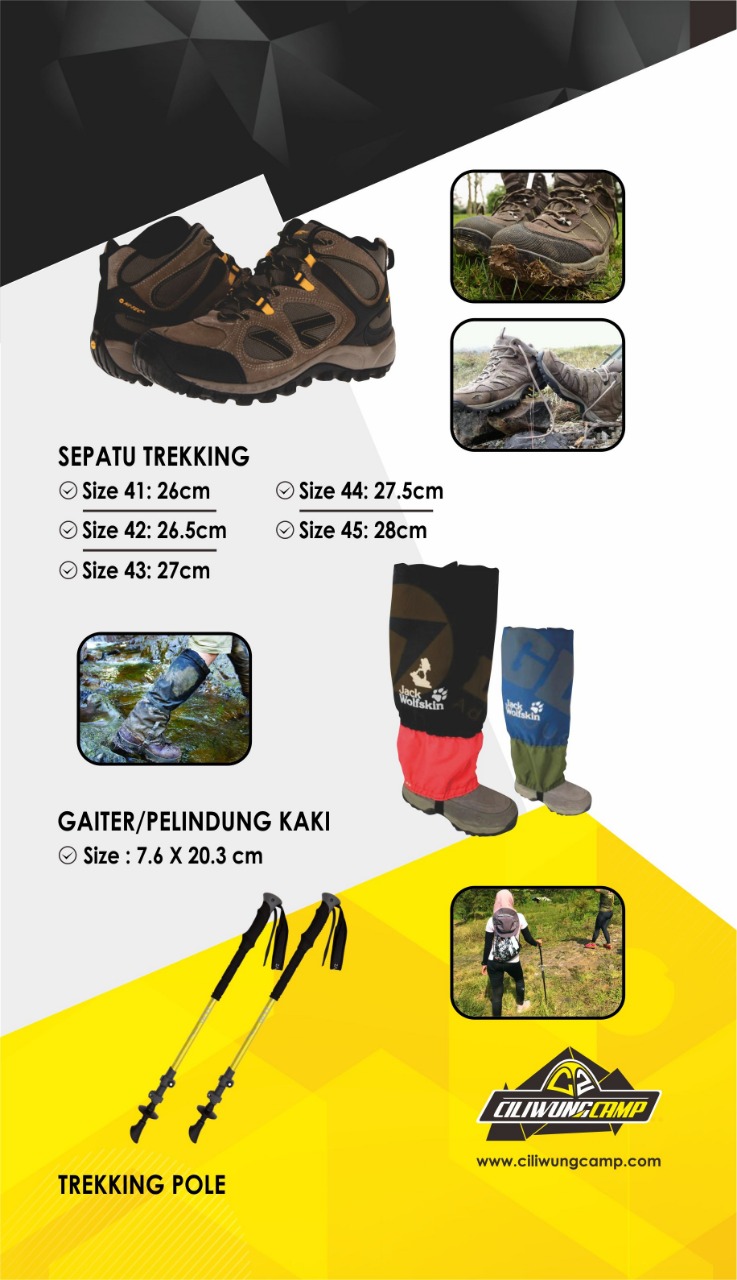 SEPATU TREKKING
Size 41: 26cm
Size 42: 26.5cm
Size 43: 27cm
Size 44: 27.5cm
Size 45: 28cm
Jack
Wolfskin
Jack
Wolfskin
GAITER/PELINDUNG KAKI
Size : 7.6 X 20.3 cm
C2
CILIWUNGCAMP
www.ciliwungcamp.com
TREKKING POLE